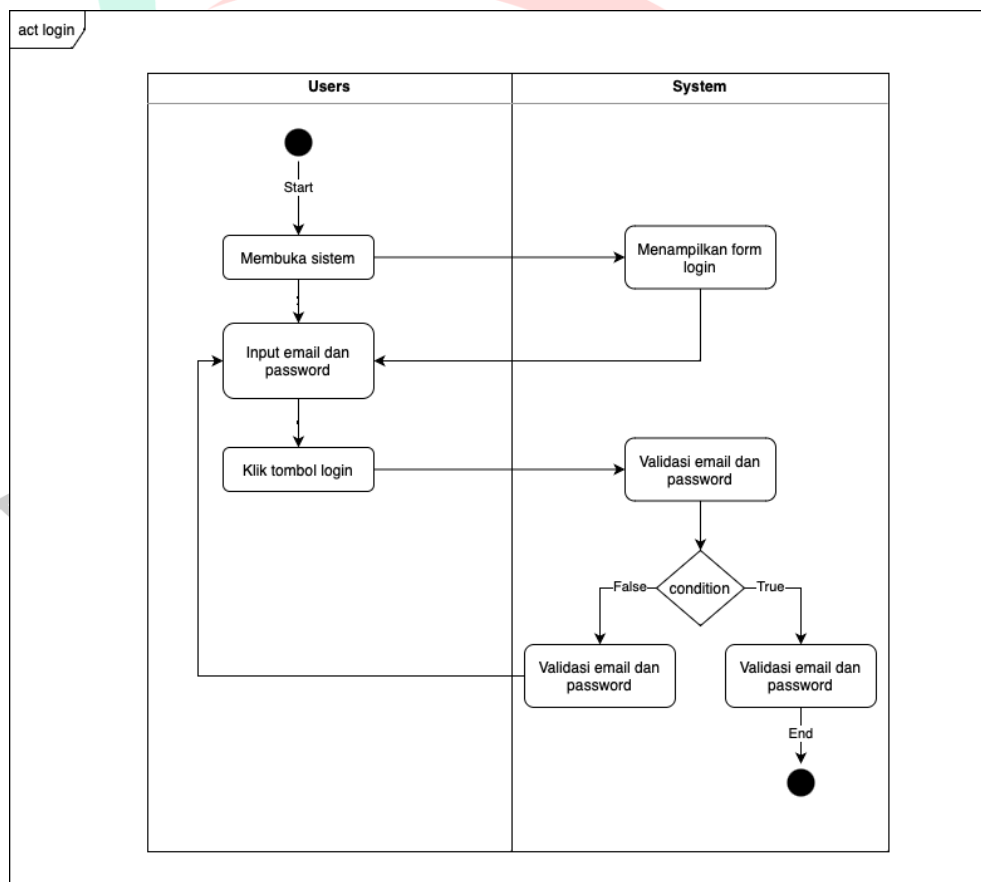 act login
Users
System
Start
Membuka sistem
Menampilkan form
login
Input email dan
password
Klik tombol login
Validasi email dan
password
False
condition
True
Validasi email dan
password
Validasi email dan
password
End